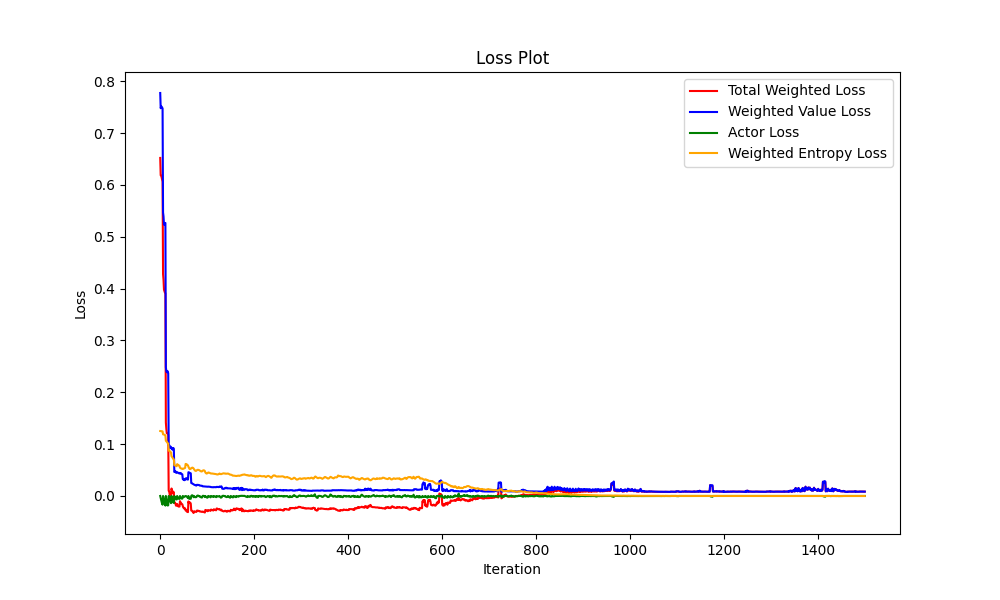 Loss Plot
Total Weighted Loss
Weighted Value Loss
Actor Loss
Weighted Entropy Loss
0.8
0.7
0.6
0.5
0.4
0.3
0.2
0.1
0.0
Loss
0 200 400 600 800 1000 1200 1400
Iteration